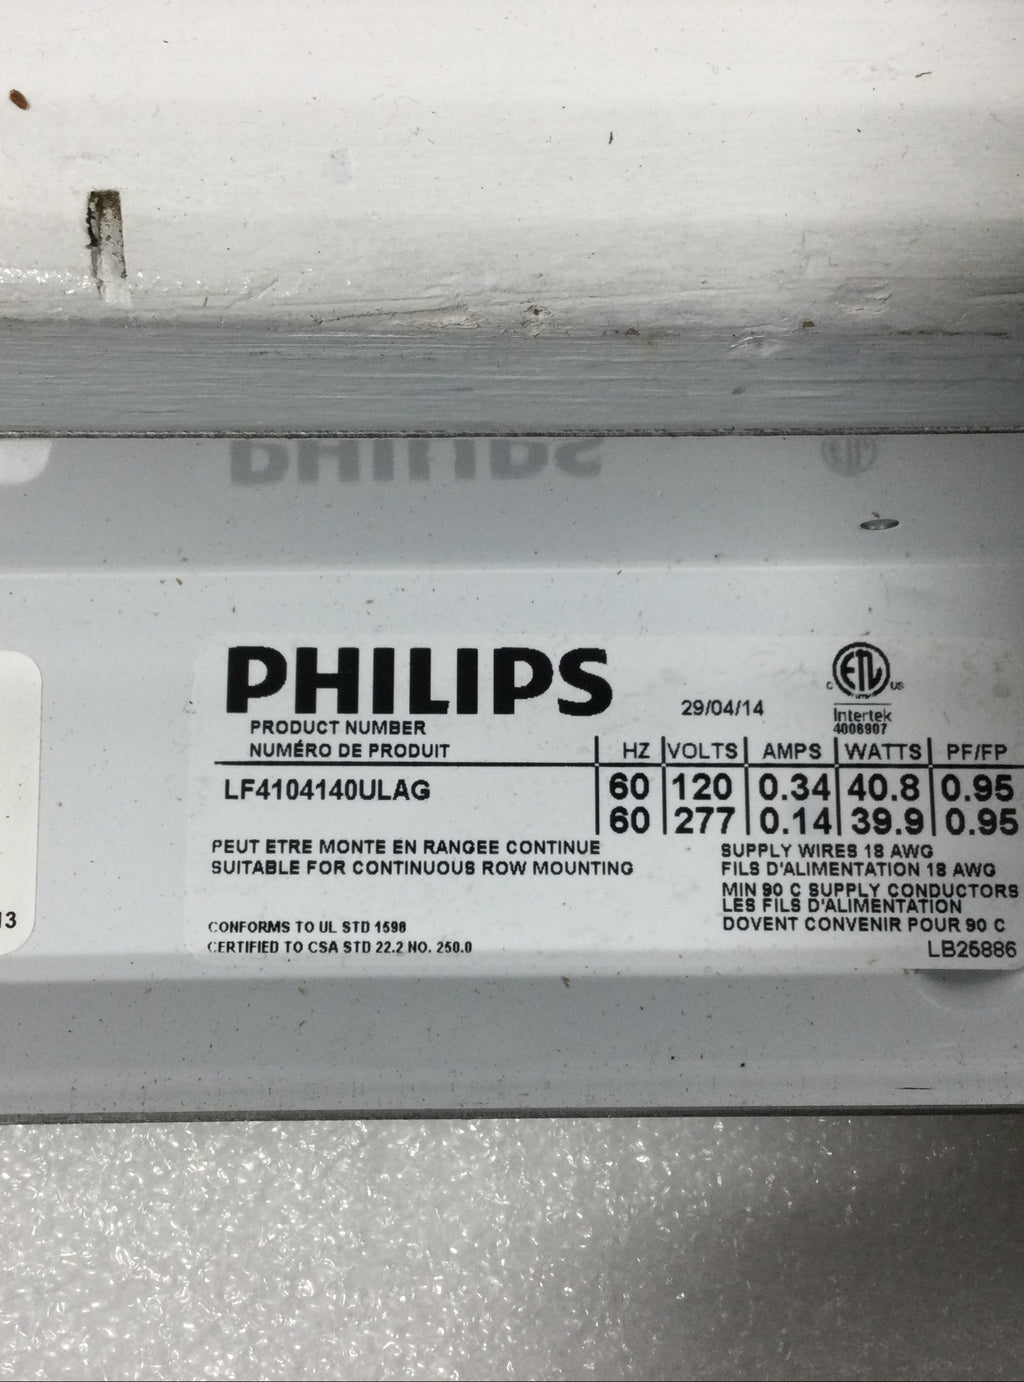 PHILIPS
29/04/14
C ETL US
Intertek
4006907
PRODUCT NUMBER
NUMÉRO DE PRODUIT
HZ VOLTS AMPS WATTS PF/FP
LF4104140ULAG 60 120 0.34 40.8 0.95
60 277 0.14 39.9 0.95
PEUT ETRE MONTE EN RANGEE CONTINUE
SUITABLE FOR CONTINUOUS ROW MOUNTING
SUPPLY WIRES 18 AWG
FILS D'ALIMENTATION 18 AWG
MIN 90 C SUPPLY CONDUCTORS
LES FILS D'ALIMENTATION
DOVENT CONVENIR POUR 90 C
CONFORMS TO UL STD 1598
CERTIFIED TO CSA STD 22.2 NO. 250.0
LB25886
13